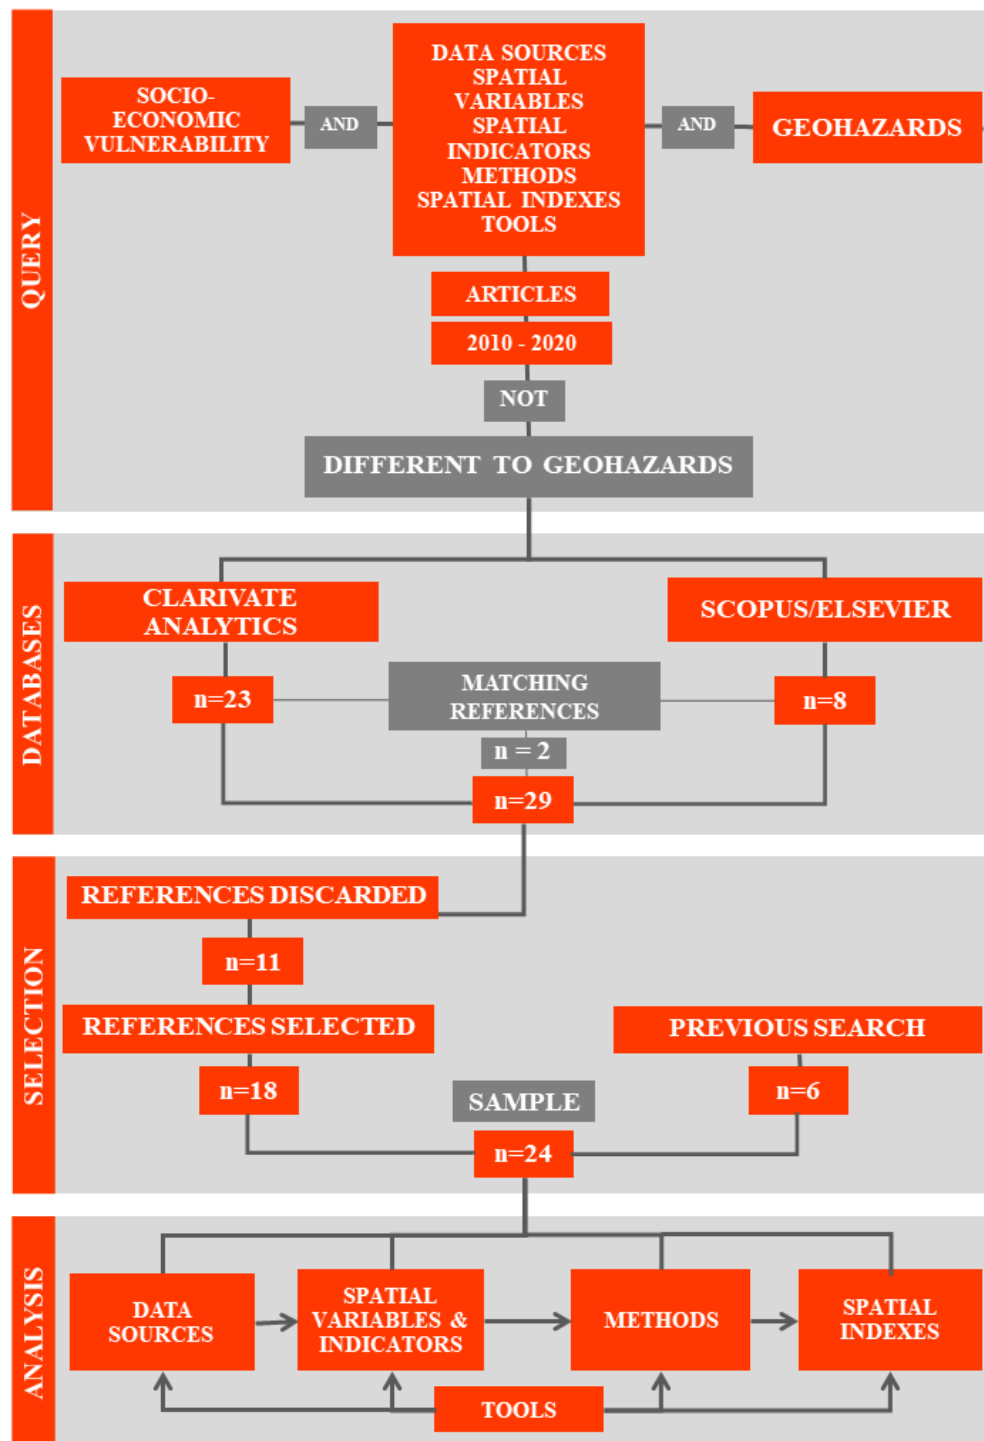 QUERY
SOCIO-
ECONOMIC
VULNERABILITY
AND
DATA SOURCES
SPATIAL
VARIABLES
SPATIAL
INDICATORS
METHODS
SPATIAL INDEXES
TOOLS
AND
GEOHAZARDS
ARTICLES
2010 - 2020
NOT
DIFFERENT TO GEOHAZARDS
DATABASES
CLARIVATE
ANALYTICS
SCOPUS/ELSEVIER
n=23
MATCHING
REFERENCES
n=8
n = 2
n=29
SELECTION
REFERENCES DISCARDED
n=11
REFERENCES SELECTED
PREVIOUS SEARCH
n=18
SAMPLE
n=6
n=24
ANALYSIS
DATA
SOURCES
SPATIAL
VARIABLES &
INDICATORS
METHODS
SPATIAL
INDEXES
TOOLS